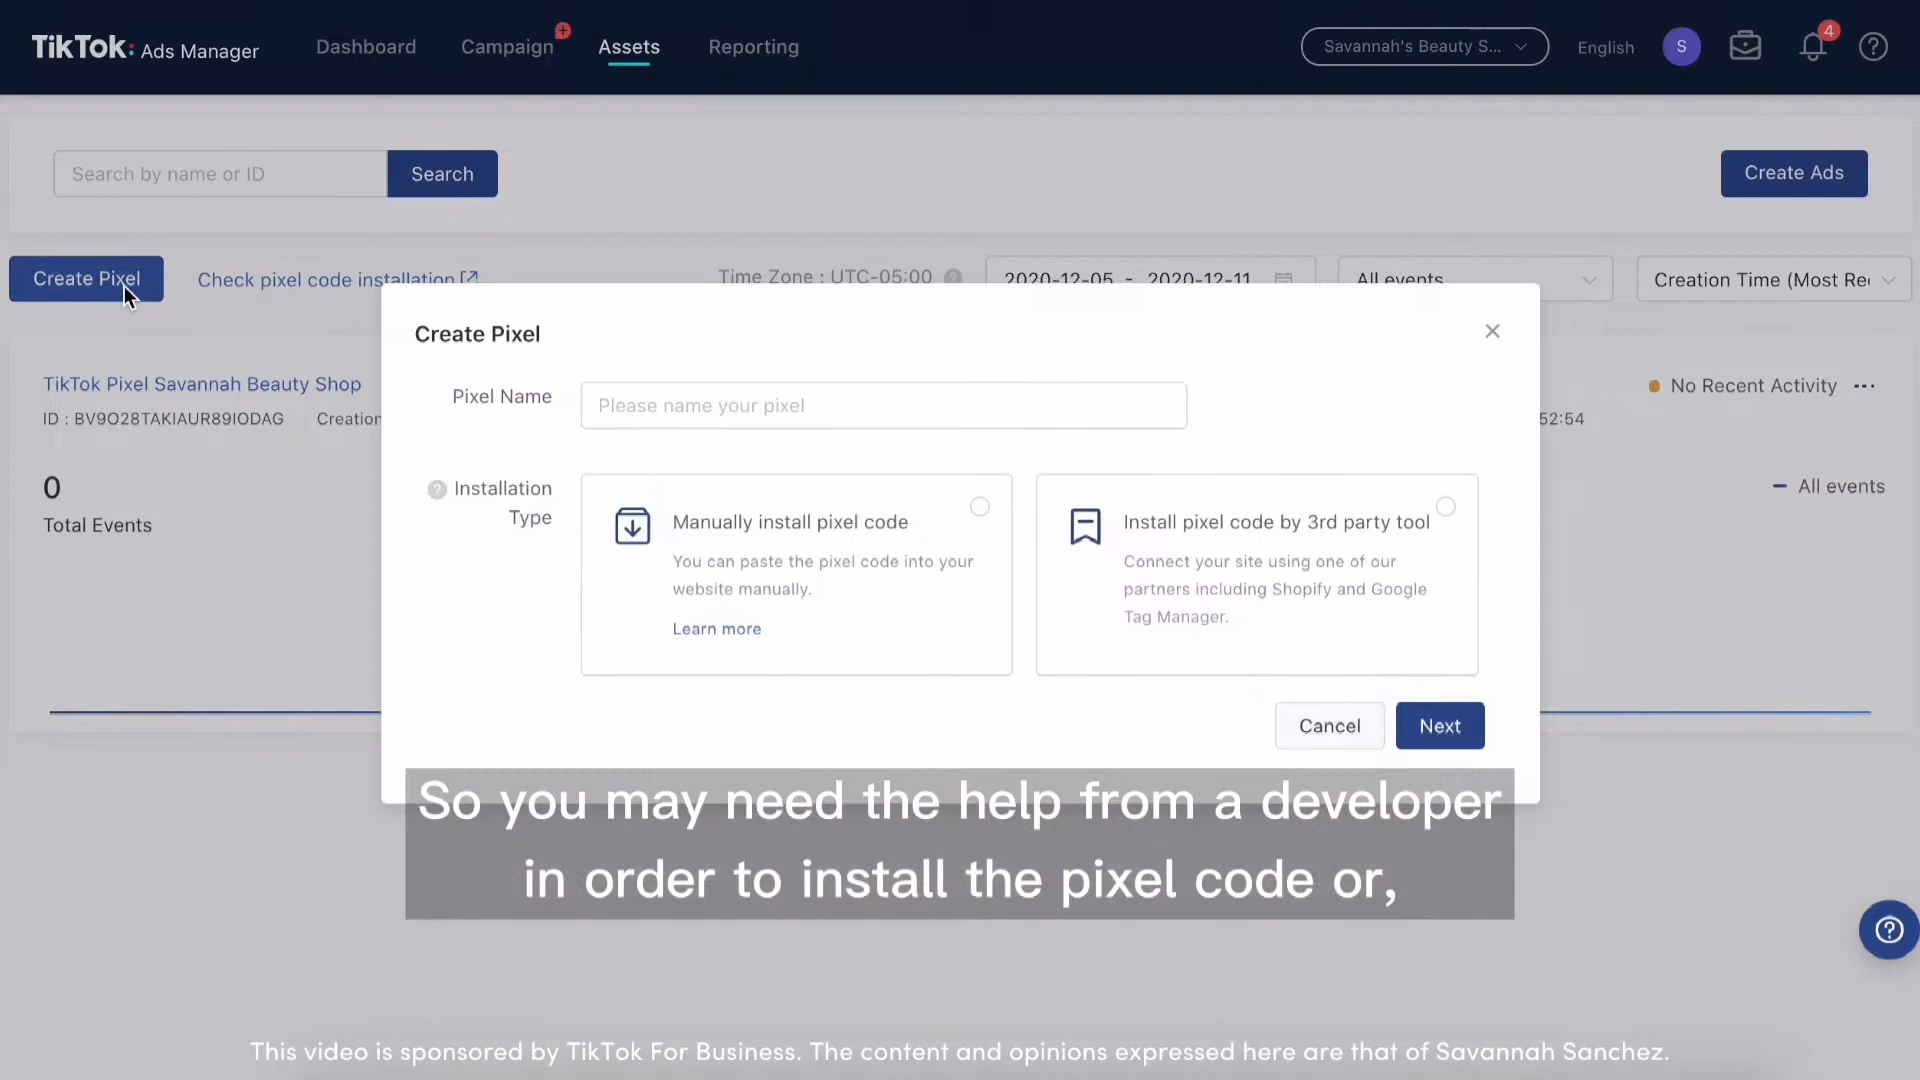 TikTok: Ads Manager
Dashboard
Campaign
Assets
Reporting
Savannah's Beauty S...
English
S
4
Search by name or ID
Search
Create Ads
Create Pixel
Check pixel code installation
Time Zone : UTC-05:00
2020-12-05 - 2020-12-11
All events
Creation Time (Most Re
Create Pixel
Pixel Name
Please name your pixel
TikTok Pixel Savannah Beauty Shop
No Recent Activity
ID : BV9O28TAKIAUR89IODAG
Creation
52:54
Installation
Type
Manually install pixel code
You can paste the pixel code into your
website manually.
Learn more
Install pixel code by 3rd party tool
Connect your site using one of our
partners including Shopify and Google
Tag Manager.
0
Total Events
All events
Cancel
Next
So you may need the help from a developer
in order to install the pixel code or,
This video is sponsored by TikTok For Business. The content and opinions expressed here are that of Savannah Sanchez.